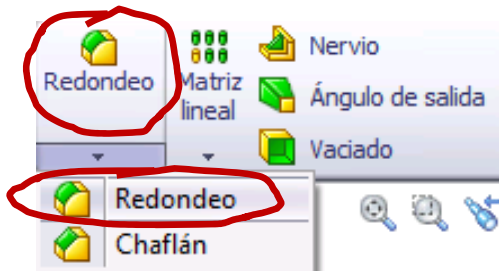 Redondeo
Matriz
lineal
Nervio
Ángulo de salida
Vaciado
Redondeo
Chaflán